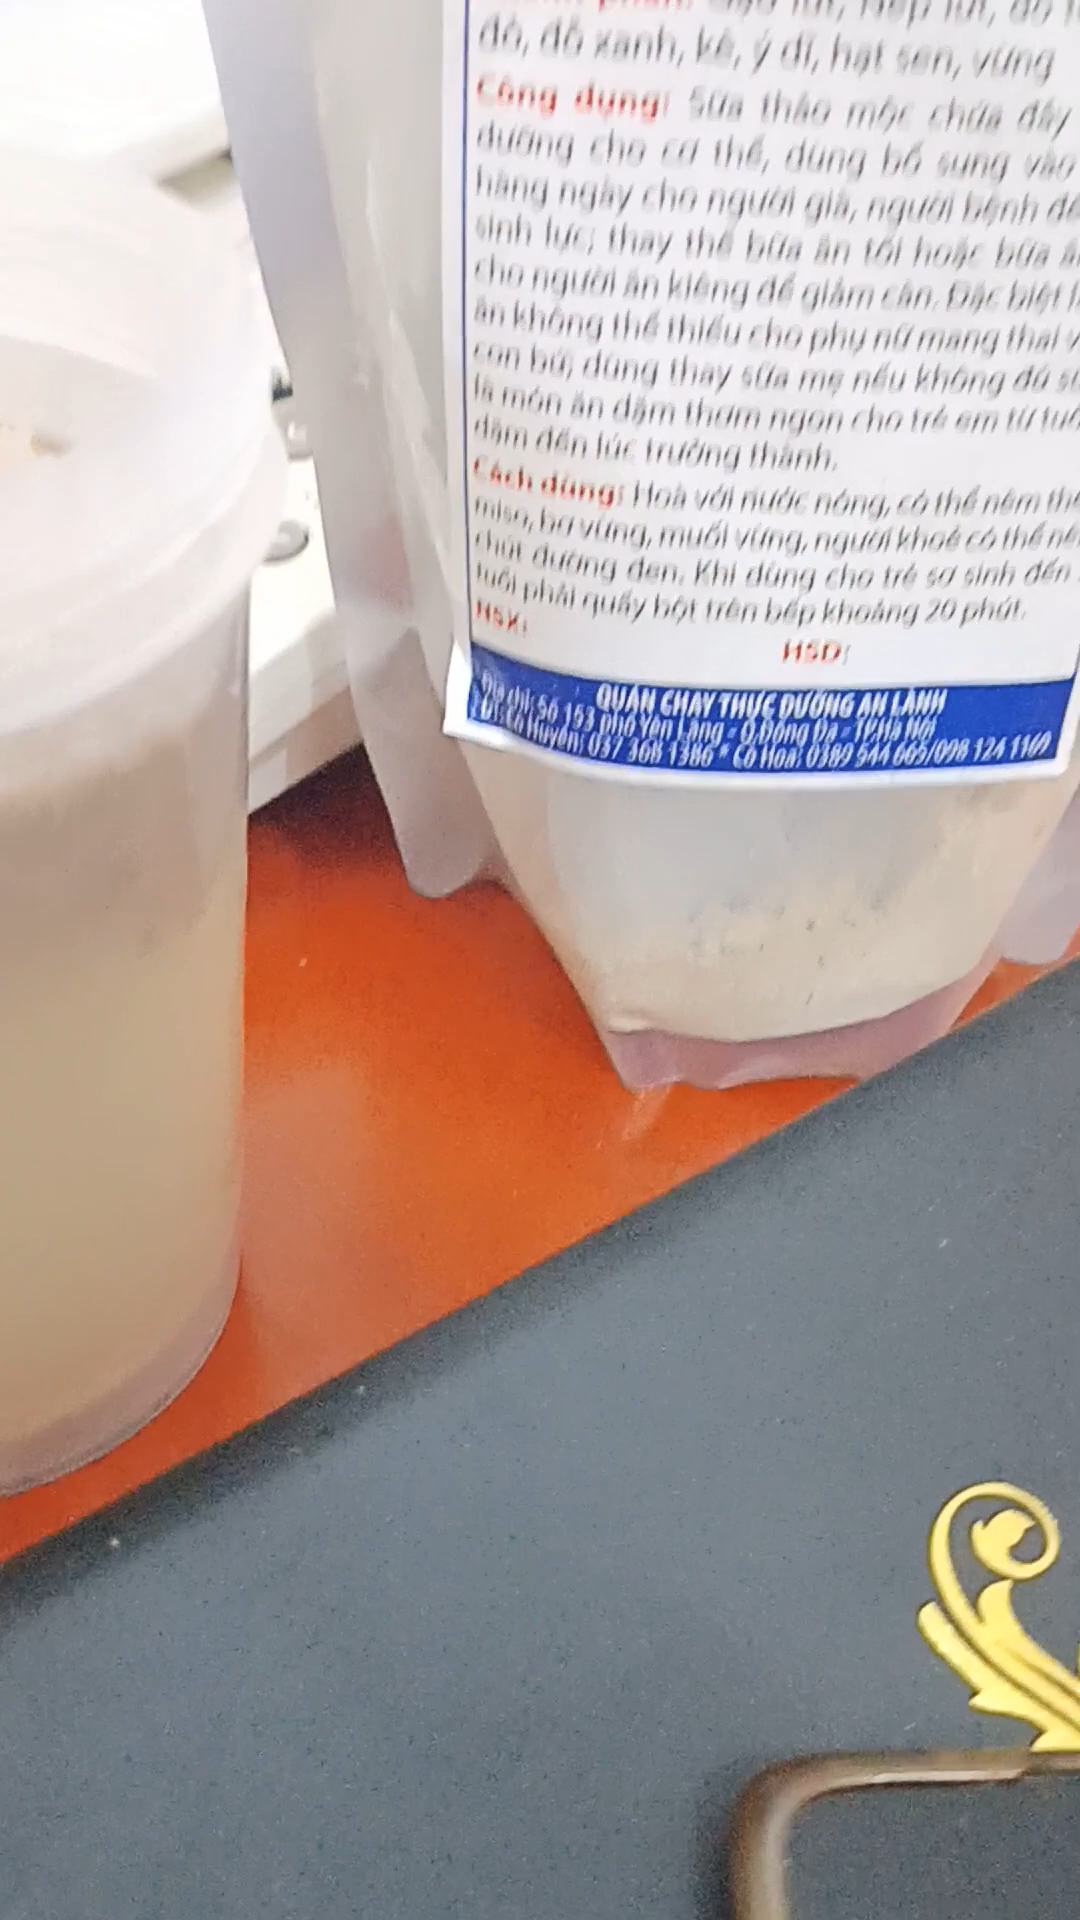 Gạo lứt, Nếp lứt, đỗ
đỏ, đỗ xanh, kê, ý dĩ, hạt sen, vừng
Công dụng: Sữa thảo mộc chứa đầy
dưỡng cho cơ thể, dùng bổ sung vào
hàng ngày cho người già, người bệnh để
sinh lực; thay thế bữa ăn tối hoặc bữa
cho người ăn kiêng để giảm cân. Đặc biệt
ăn không thể thiếu cho phụ nữ mang thai
con bú; dùng thay sữa mẹ nếu không đủ
là món ăn dặm thơm ngon cho trẻ em từ
dặm đến lúc trưởng thành.
Cách dùng: Hoà với nước nóng, có thể nêm
miso, bơ vừng, muối vừng, người khoẻ có thể
chút đường đen. Khi dùng cho trẻ sơ sinh đến
tuổi phải quấy bột trên bếp khoảng 20 phút.
NSX:
HSD:
QUÁN CHAY THỰC DƯỠNG AN LÀNH
Địa chỉ: Số 153 phố Yên Lãng - Q.Đống Đa - TP.Hà Nội
ĐT: Cô Huyền: 037 368 1386 * Cô Hoa: 0389 544 665/098 124 1169